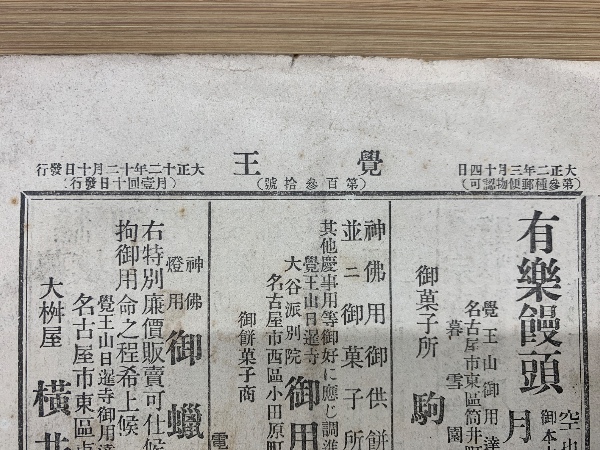 大正二年三月十四日
(第參種郵便物認可)
覺王
(第百參拾號)
大正十二年十二月十日發行
(月壹回十日發行)
有樂饅頭
覺王山御用達
名古屋市東區筒井町
御菓子所
駒
神佛用御供餅
並ニ御菓子所
其他慶事用等御好に應じ調進
覺王山日暹寺
大谷派別院
御用
名古屋市西區小田原町
御餅菓子商
電
神佛
燈用
御蠟
右特別廉價販賣可仕候
拘御用命之程希上候
覺王山日暹寺御用達
名古屋市東區
大桝屋
横井